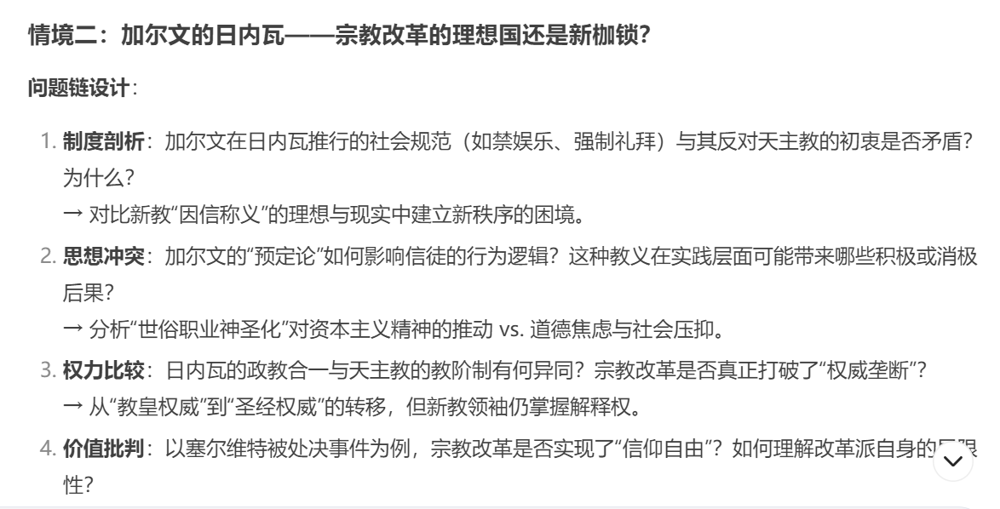 情境二：加尔文的日内瓦——宗教改革的理想国还是新枷锁？
问题链设计：
1. 制度剖析：加尔文在日内瓦推行的社会规范（如禁娱乐、强制礼拜）与其反对天主教的初衷是否矛盾？
为什么？
→ 对比新教“因信称义”的理想与现实中建立新秩序的困境。
2. 思想冲突：加尔文的“预定论”如何影响信徒的行为逻辑？这种教义在实践层面可能带来哪些积极或消极
后果？
→ 分析“世俗职业神圣化”对资本主义精神的推动 vs. 道德焦虑与社会压抑。
3. 权力比较：日内瓦的政教合一与天主教的教阶制有何异同？宗教改革是否真正打破了“权威垄断”？
→ 从“教皇权威”到“圣经权威”的转移，但新教领袖仍掌握解释权。
4. 价值批判：以塞尔维特被处决事件为例，宗教改革是否实现了“信仰自由”？如何理解改革派自身的局限
性？